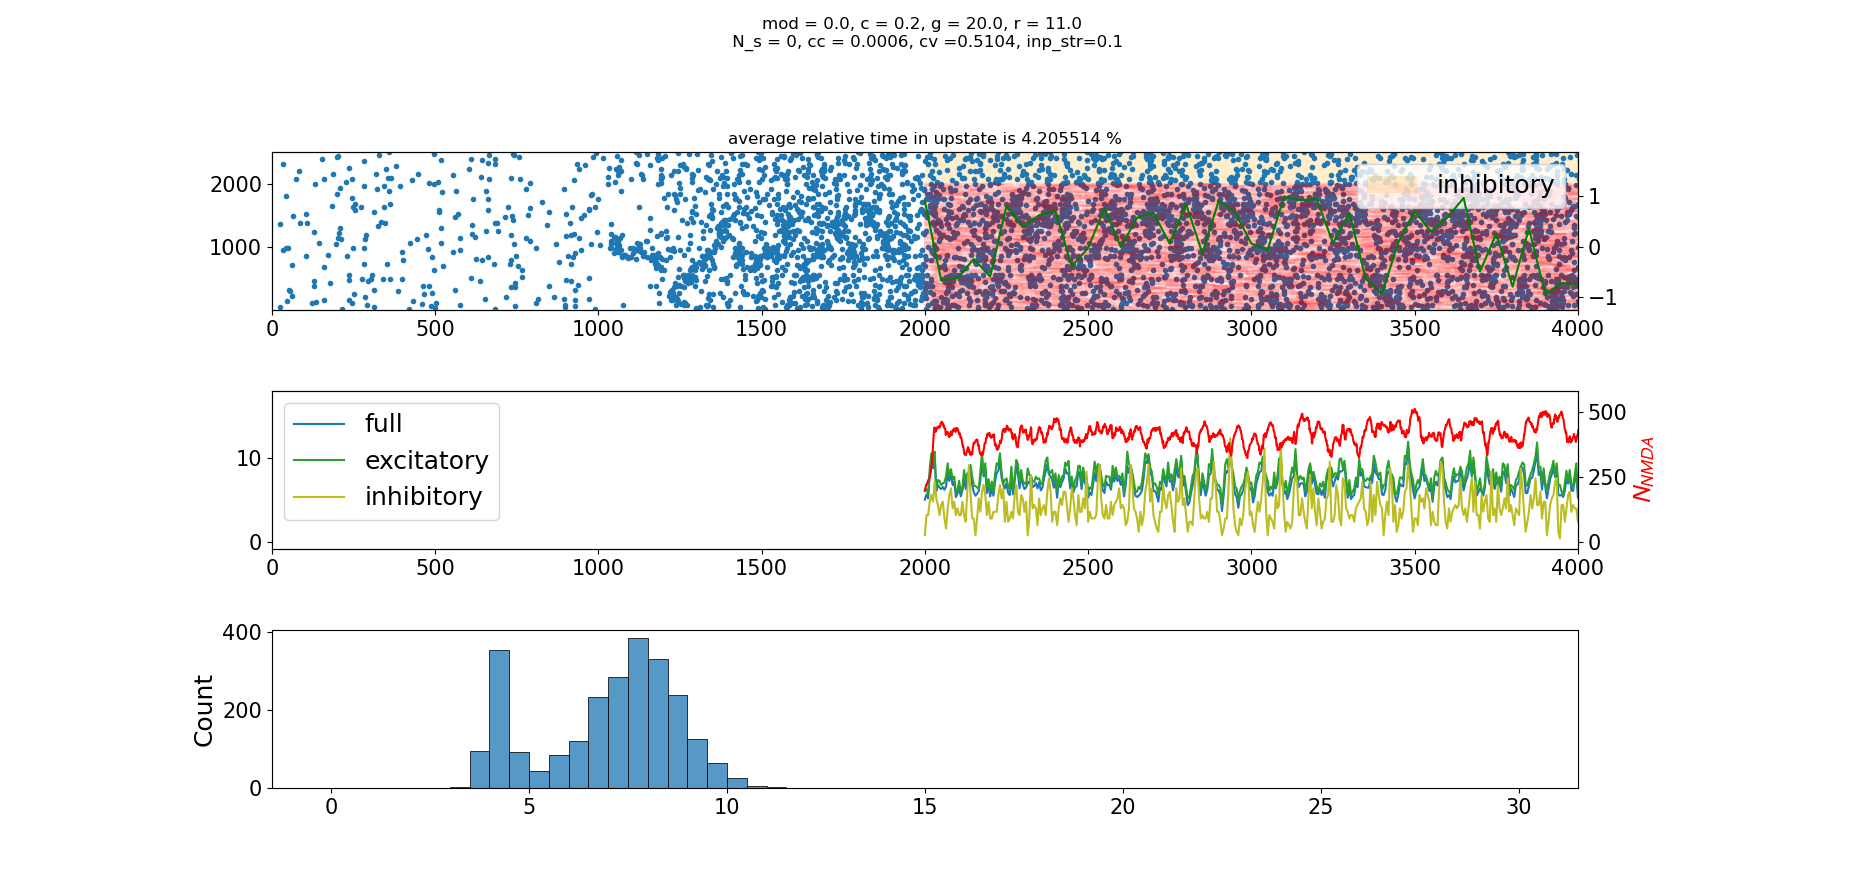 mod = 0.0, c = 0.2, g = 20.0, r = 11.0
N_s = 0, cc = 0.0006, cv =0.5104, inp_str=0.1
average relative time in upstate is 4.205514 %
2000
1000
inhibitory
1
0
−1
0 500 1000 1500 2000 2500 3000 3500 4000
full
excitatory
inhibitory
10
0
500
250
0
N_NMDA
0 500 1000 1500 2000 2500 3000 3500 4000
Count
400
200
0
0 5 10 15 20 25 30